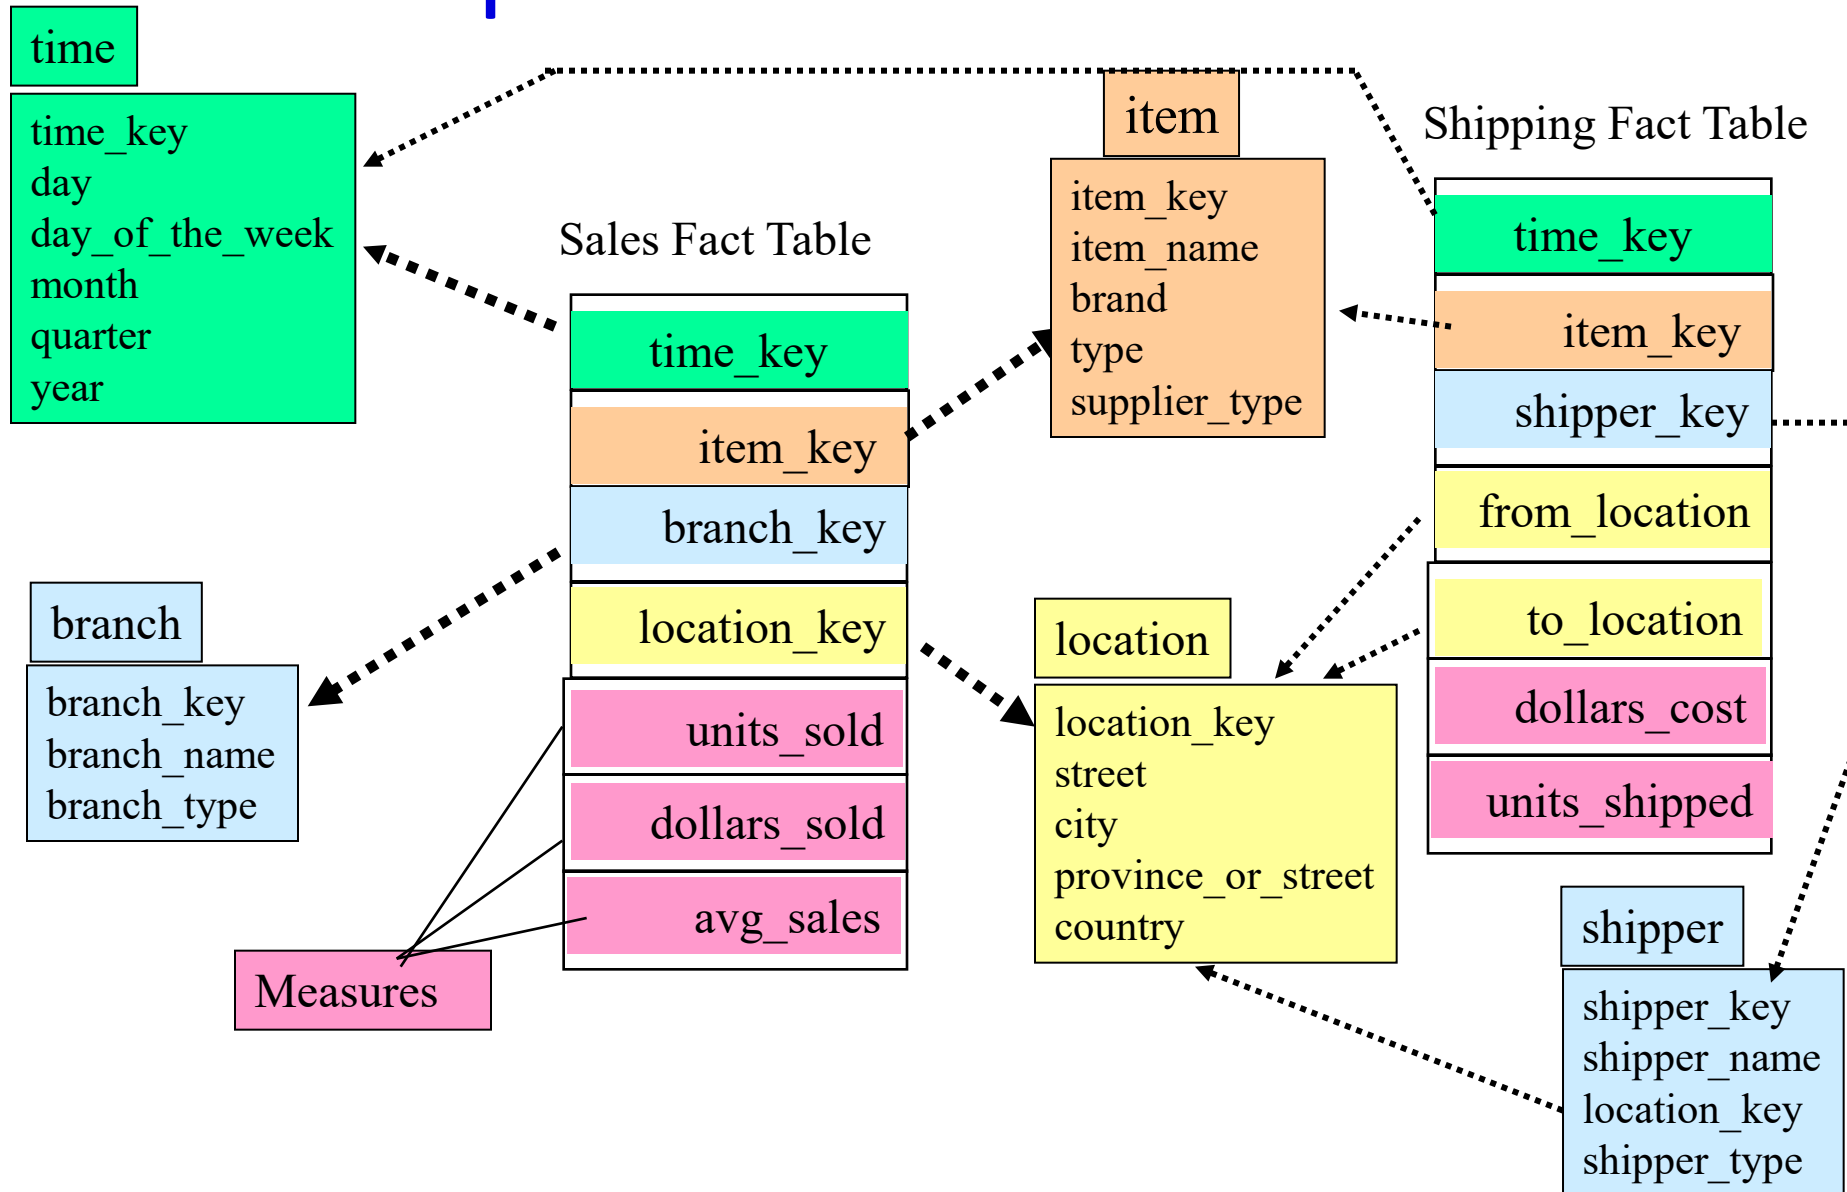 time
time_key
day
day_of_the_week
month
quarter
year
Sales Fact Table
time_key
item_key
branch_key
location_key
units_sold
dollars_sold
avg_sales
Measures
branch
branch_key
branch_name
branch_type
item
item_key
item_name
brand
type
supplier_type
location
location_key
street
city
province_or_street
country
Shipping Fact Table
time_key
item_key
shipper_key
from_location
to_location
dollars_cost
units_shipped
shipper
shipper_key
shipper_name
location_key
shipper_type